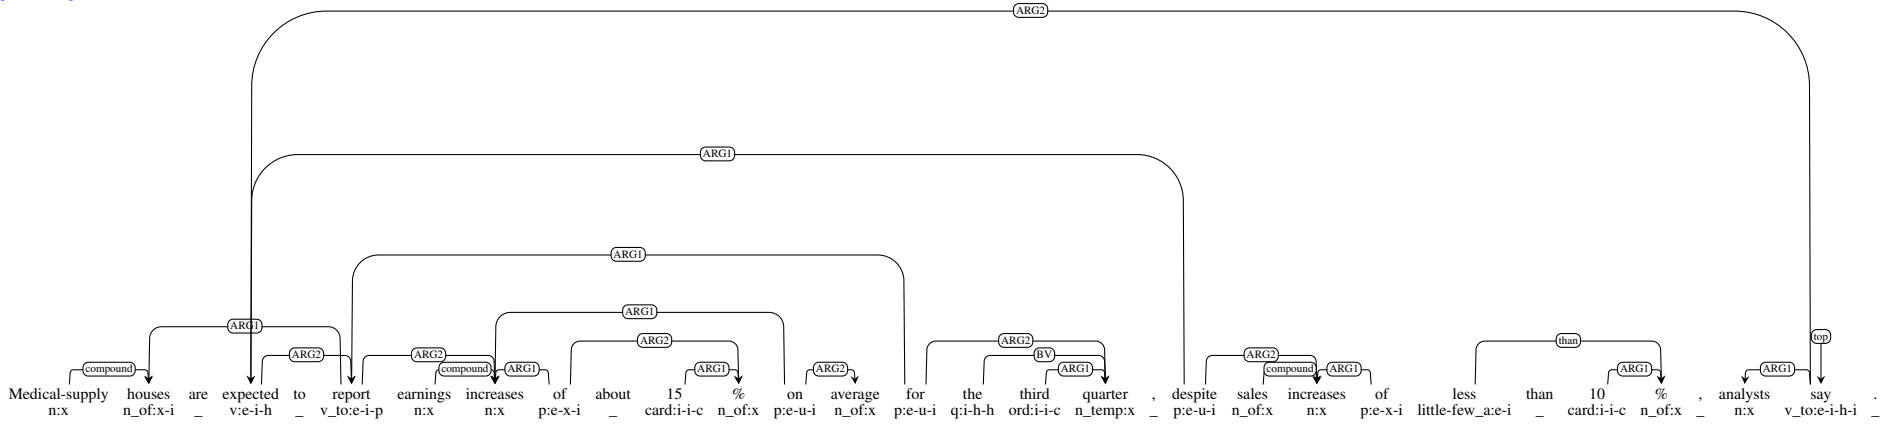 ARG2
ARG1
ARG1
ARG1
ARG1 ARG2 ARG2 than top
ARG2 ARG2 BV ARG2
compound compound ARG1 ARG1 ARG2 ARG1 compound ARG1 ARG1 ARG1
Medical-supply houses are expected to report earnings increases of about 15 % on average for the third quarter , despite sales increases of less than 10 % , analysts say .
n:x n_of:x-i _ v:e-i-h _ v_to:e-i-p n:x n:x p:e-x-i _ card:i-i-c n_of:x p:e-u-i n_of:x p:e-u-i q:i-h-h ord:i-i-c n_temp:x _ p:e-u-i n_of:x n:x p:e-x-i little-few_a:e-i _ card:i-i-c n_of:x _ n:x v_to:e-i-h-i _